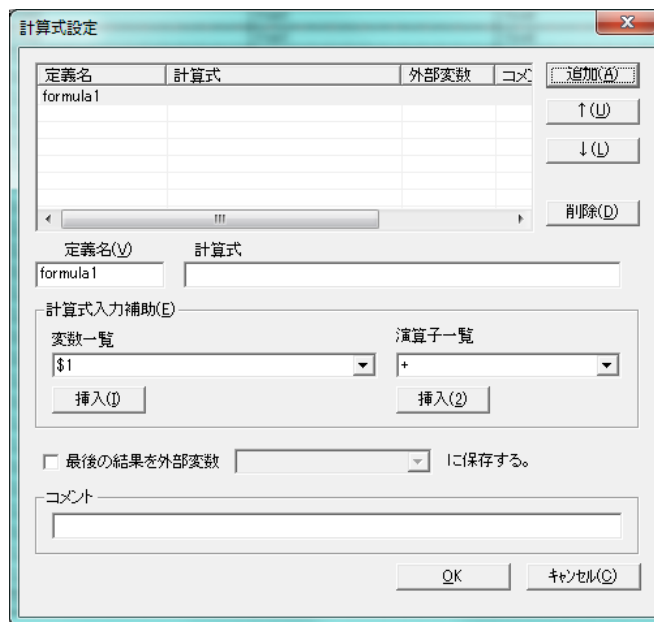 計算式設定
定義名 計算式 外部変数 コメ
formula1
追加(A)
↑(U)
↓(L)
削除(D)
定義名(V) 計算式
formula1
計算式入力補助(E)
変数一覧 演算子一覧
$1 +
挿入(I) 挿入(2)
最後の結果を外部変数 に保存する。
コメント
OK キャンセル(C)